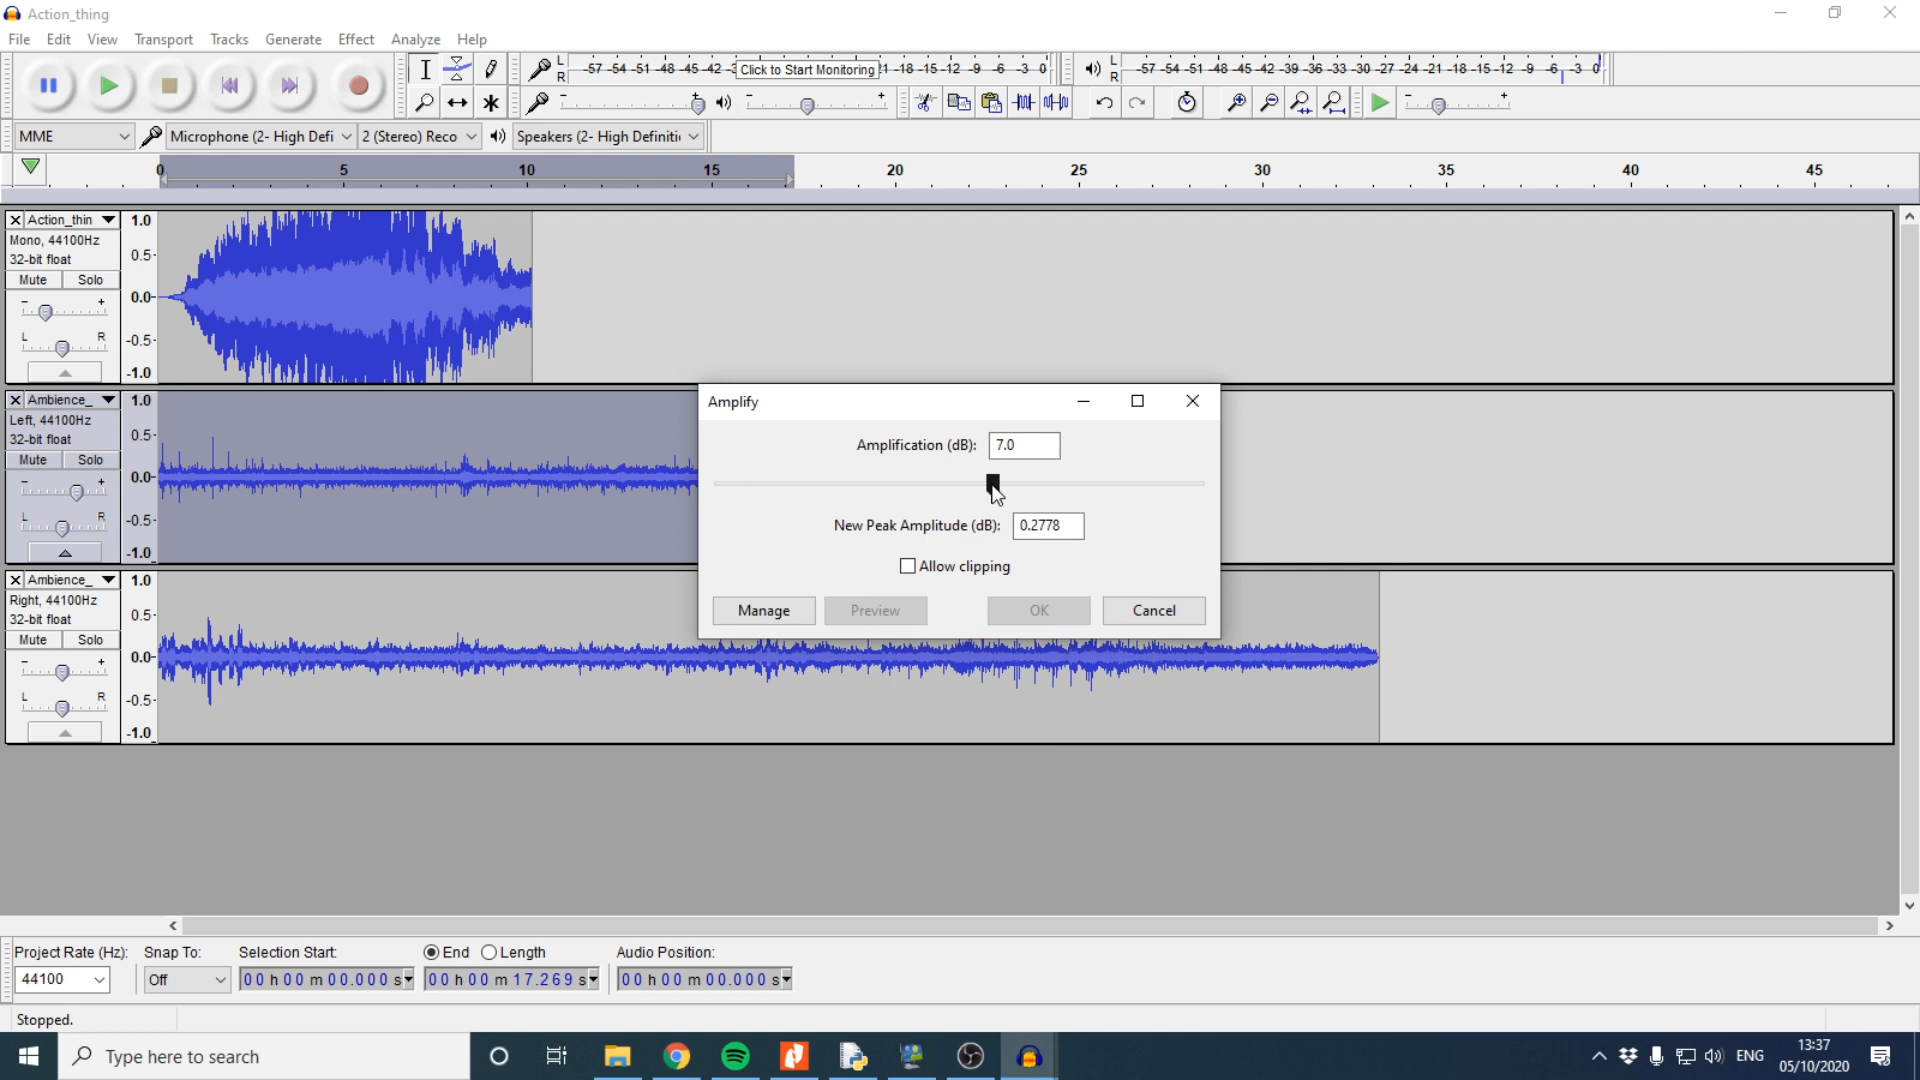 Action_thing
File Edit View Transport Tracks Generate Effect Analyze Help
L R -57 -54 -51 -48 -45 -42 -3 Click to Start Monitoring 1 -18 -15 -12 -9 -6 -3 0
L R -57 -54 -51 -48 -45 -42 -39 -36 -33 -30 -27 -24 -21 -18 -15 -12 -9 -6 -3 0
MME Microphone (2- High Defi 2 (Stereo) Reco Speakers (2- High Definiti
0 5 10 15 20 25 30 35 40 45
Action_thin
Mono, 44100Hz
32-bit float
Mute Solo
- +
L R
1.0
0.5
0.0
-0.5
-1.0
Ambience_
Left, 44100Hz
32-bit float
Mute Solo
- +
L R
1.0
0.5
0.0
-0.5
-1.0
Ambience_
Right, 44100Hz
32-bit float
Mute Solo
- +
L R
1.0
0.5
0.0
-0.5
-1.0
Amplify
Amplification (dB): 7.0
New Peak Amplitude (dB): 0.2778
Allow clipping
Manage Preview OK Cancel
Project Rate (Hz): Snap To: Selection Start: End Length Audio Position:
44100 Off 00 h 00 m 00.000 s 00 h 00 m 17.269 s 00 h 00 m 00.000 s
Stopped.
Type here to search
ENG
13:37
05/10/2020